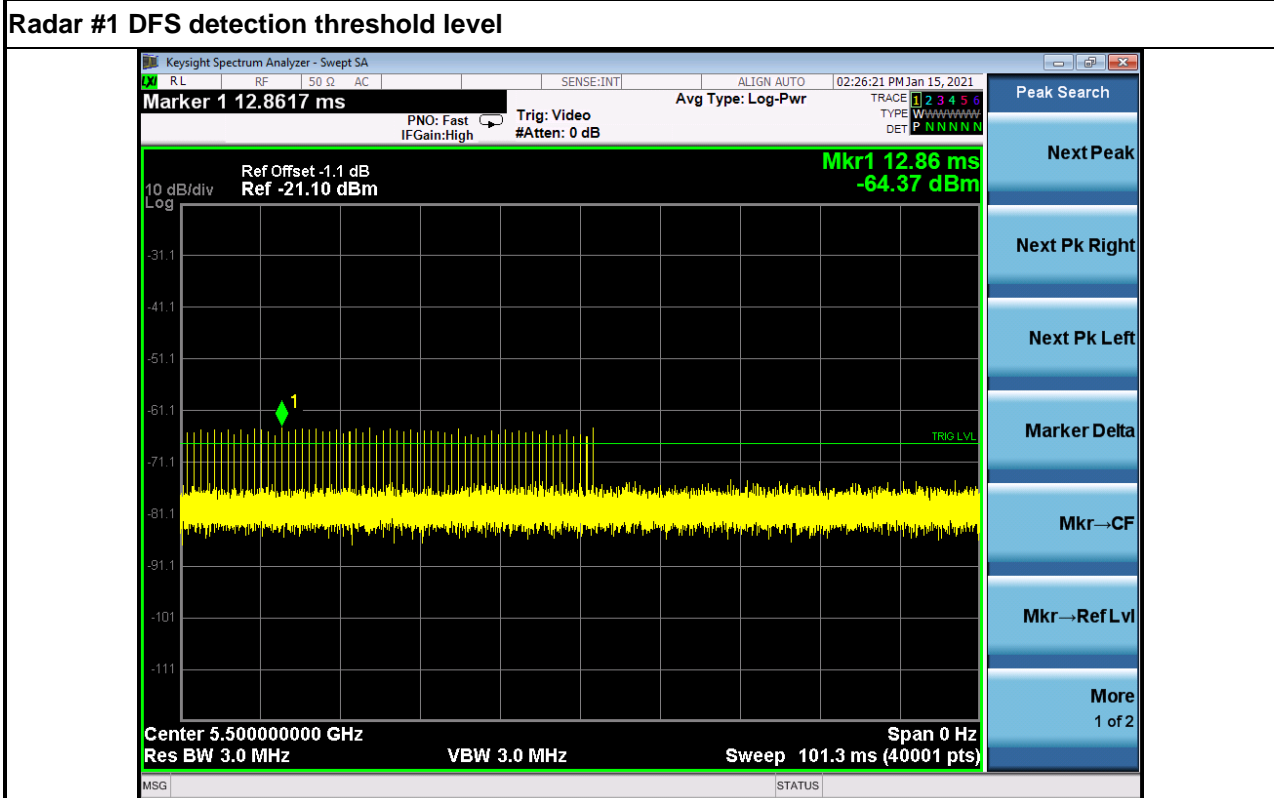 Radar #1 DFS detection threshold level
Keysight Spectrum Analyzer - Swept SA
LXI RL RF 50 Ω AC SENSE:INT ALIGN AUTO 02:26:21 PM Jan 15, 2021
Marker 1 12.8617 ms
PNO: Fast
IFGain:High
Trig: Video
#Atten: 0 dB
Avg Type: Log-Pwr
TRACE 1 2 3 4 5 6
TYPE WWWWWW
DET P N N N N N
Peak Search
Mkr1 12.86 ms
-64.37 dBm
Ref Offset -1.1 dB
10 dB/div Ref -21.10 dBm
Log
-31.1
-41.1
-51.1
-61.1
-71.1
-81.1
-91.1
-101
-111
1
TRIG LVL
Next Peak
Next Pk Right
Next Pk Left
Marker Delta
Mkr→CF
Mkr→Ref Lvl
More
1 of 2
Center 5.500000000 GHz Span 0 Hz
Res BW 3.0 MHz VBW 3.0 MHz Sweep 101.3 ms (40001 pts)
MSG STATUS